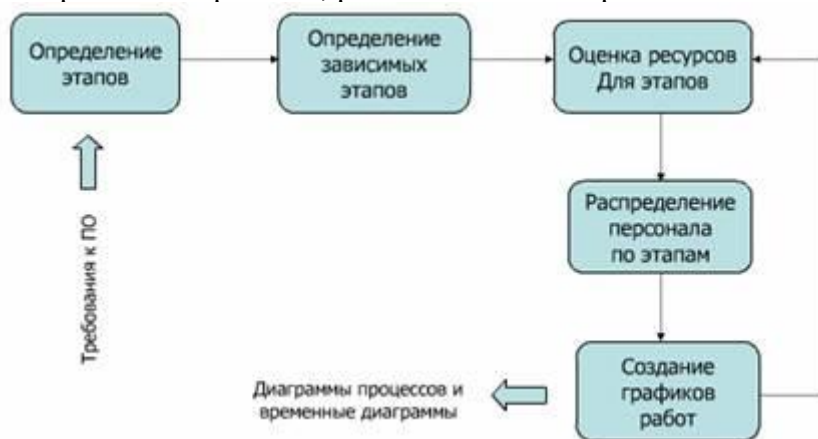 Определение
этапов
Определение
зависимых
этапов
Оценка ресурсов
Для этапов
Распределение
персонала
по этапам
Требования к ПО
Создание
графиков
работ
Диаграммы процессов и
временные диаграммы